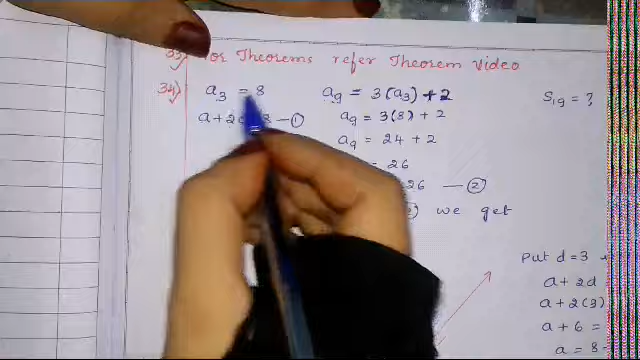 33) For Theorems refer Theorem video
34) a₃ = 8 a₉ = 3(a₃) + 2 S₁₉ = ?
a + 2d 8 — ① a₉ = 3(8) + 2
a₉ = 24 + 2
= 26
26 — ②
we get
Put d = 3
a + 2d =
a + 2(3)
a + 6 =
a = 8